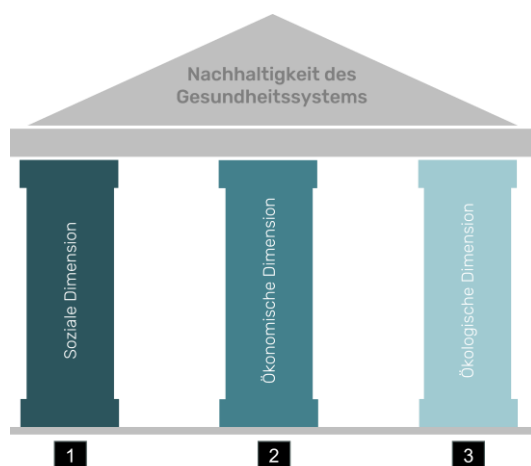 Nachhaltigkeit des
Gesundheitssystems
Soziale Dimension
Ökonomische Dimension
Ökologische Dimension
1
2
3